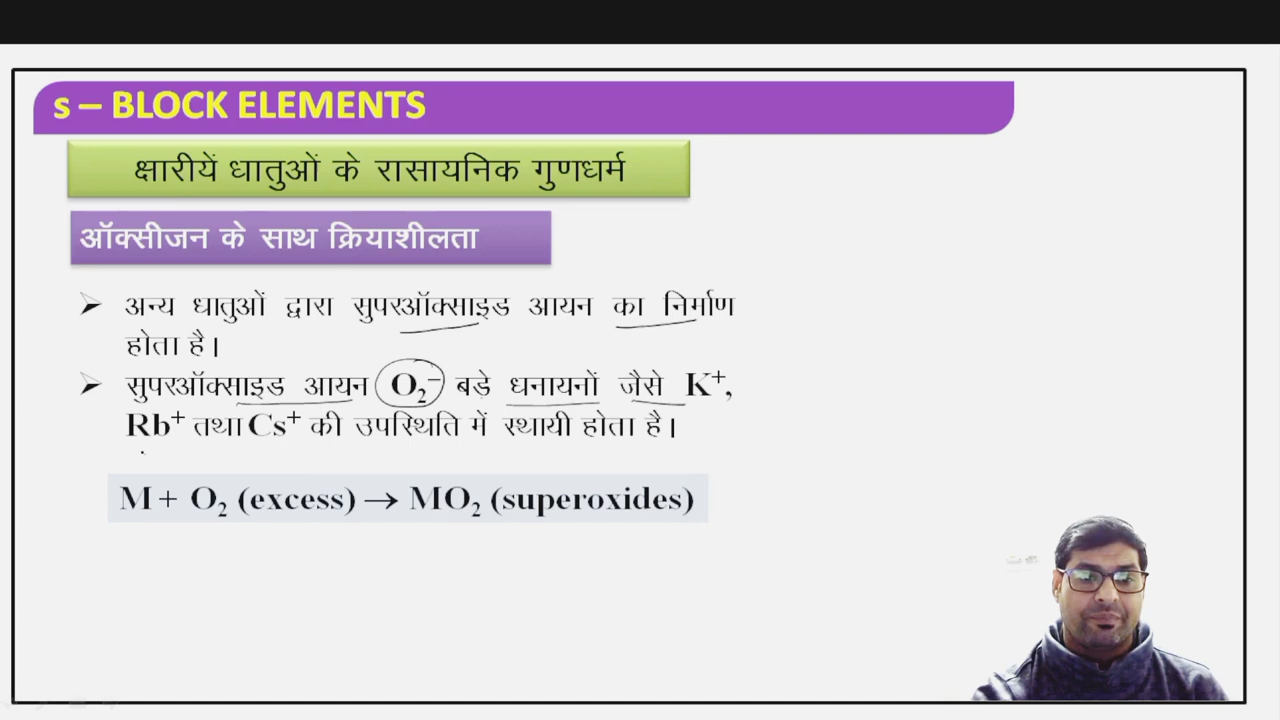 s – BLOCK ELEMENTS
क्षारीयें धातुओं के रासायनिक गुणधर्म
ऑक्सीजन के साथ क्रियाशीलता
➢ अन्य धातुओं द्वारा सुपरऑक्साइड आयन का निर्माण
होता है।
➢ सुपरऑक्साइड आयन O₂⁻ बड़े धनायनों जैसे K⁺,
Rb⁺ तथा Cs⁺ की उपस्थिति में स्थायी होता है।
M + O₂ (excess) → MO₂ (superoxides)